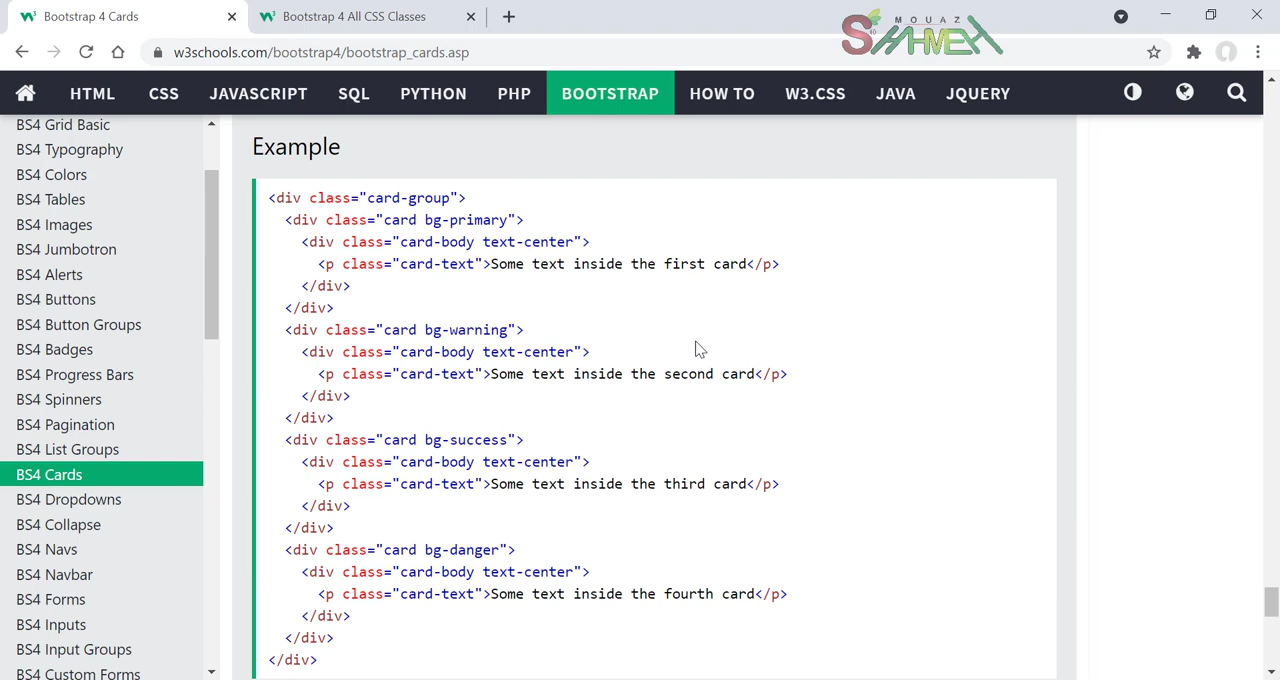 Bootstrap 4 Cards
Bootstrap 4 All CSS Classes
w3schools.com/bootstrap4/bootstrap_cards.asp
MOUAZ
HTML CSS JAVASCRIPT SQL PYTHON PHP BOOTSTRAP HOW TO W3.CSS JAVA JQUERY
BS4 Grid Basic
BS4 Typography
BS4 Colors
BS4 Tables
BS4 Images
BS4 Jumbotron
BS4 Alerts
BS4 Buttons
BS4 Button Groups
BS4 Badges
BS4 Progress Bars
BS4 Spinners
BS4 Pagination
BS4 List Groups
BS4 Cards
BS4 Dropdowns
BS4 Collapse
BS4 Navs
BS4 Navbar
BS4 Forms
BS4 Inputs
BS4 Input Groups
BS4 Custom Forms
Example
<div class="card-group">
<div class="card bg-primary">
<div class="card-body text-center">
<p class="card-text">Some text inside the first card</p>
</div>
</div>
<div class="card bg-warning">
<div class="card-body text-center">
<p class="card-text">Some text inside the second card</p>
</div>
</div>
<div class="card bg-success">
<div class="card-body text-center">
<p class="card-text">Some text inside the third card</p>
</div>
</div>
<div class="card bg-danger">
<div class="card-body text-center">
<p class="card-text">Some text inside the fourth card</p>
</div>
</div>
</div>